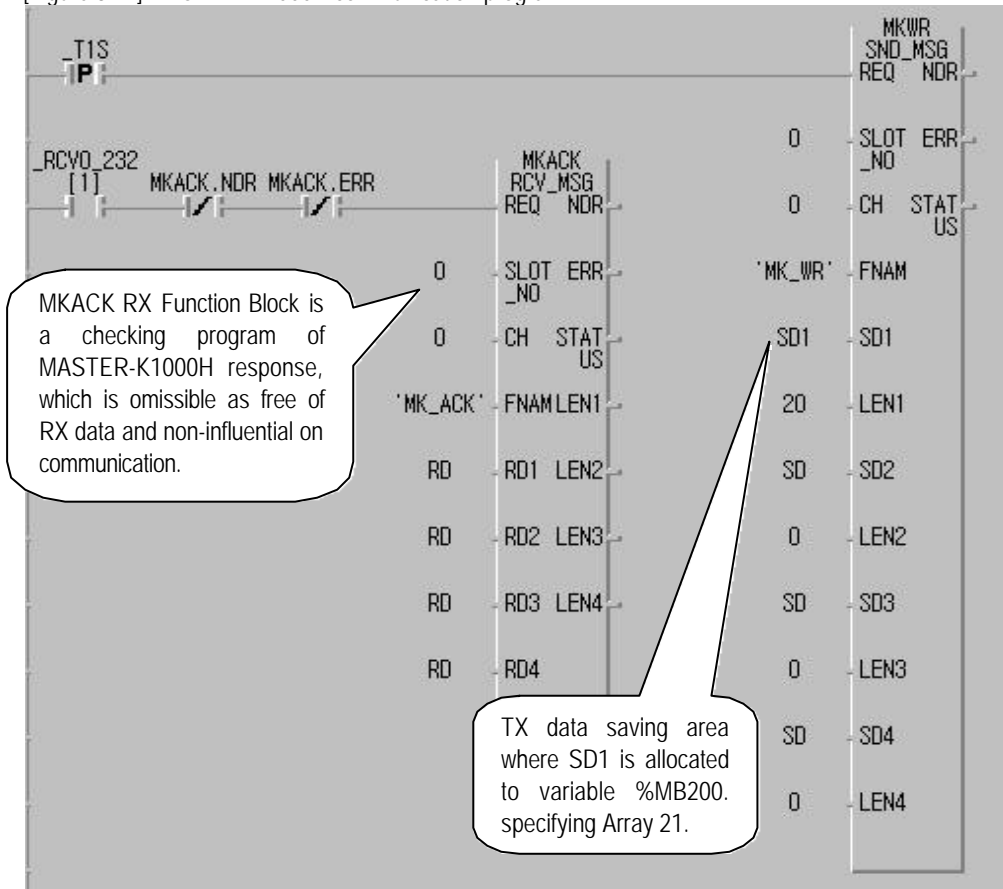 _T1S
P
MKWR
SND_MSG
REQ NDR
0 SLOT ERR
_NO
_RCV0_232
[1] MKACK.NDR MKACK.ERR
MKACK
RCV_MSG
REQ NDR
0 CH STAT
US
0 SLOT ERR
_NO
'MK_WR' FNAM
MKACK RX Function Block is
a checking program of
MASTER-K1000H response,
which is omissible as free of
RX data and non-influential on
communication.
0 CH STAT
US
SD1 SD1
'MK_ACK' FNAM LEN1
20 LEN1
RD RD1 LEN2
SD SD2
RD RD2 LEN3
0 LEN2
RD RD3 LEN4
SD SD3
RD RD4
0 LEN3
TX data saving area
where SD1 is allocated
to variable %MB200.
specifying Array 21.
SD SD4
0 LEN4